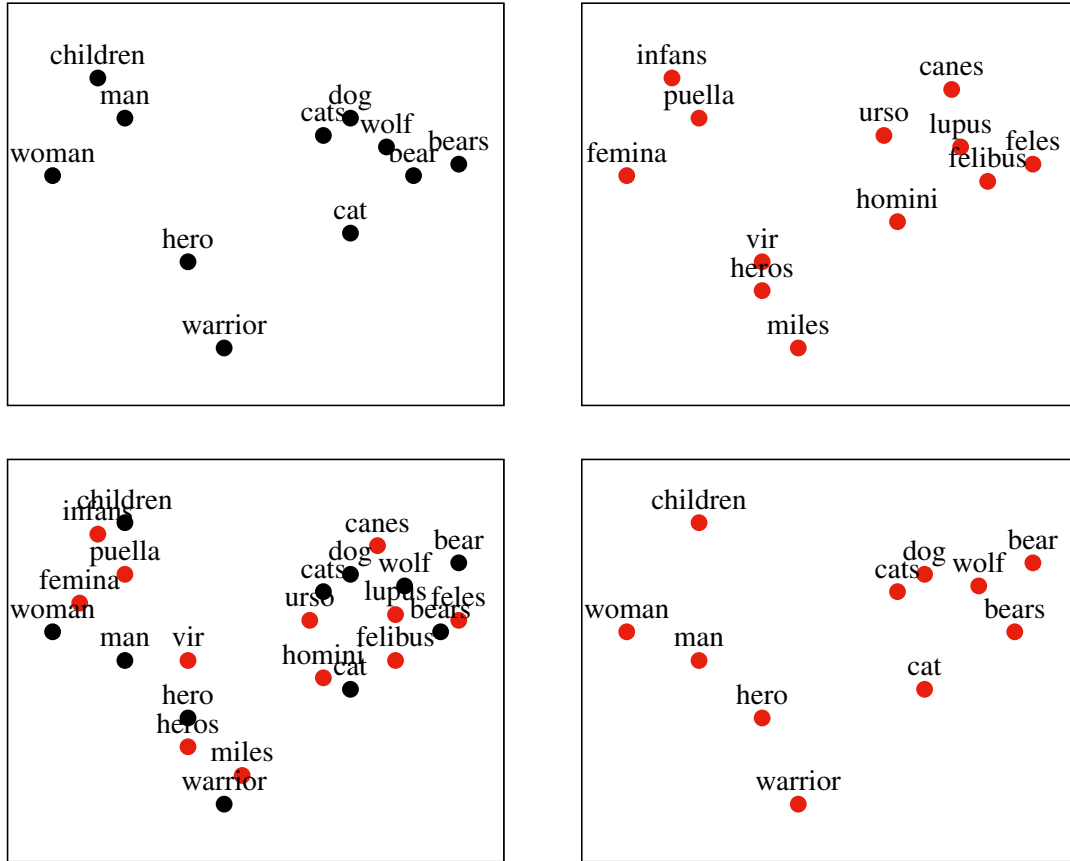 children
man
dog
cats
wolf
bears
woman
bear
cat
hero
warrior
infans
canes
puella
urso
lupus
feles
femina
felibus
homini
vir
heros
miles
children
infans
canes
bear
puella
dog
wolf
femina
cats
lupus
urso
bears
feles
woman
man
vir
felibus
homini
cat
hero
heros
miles
warrior
children
dog
wolf
bear
cats
woman
bears
man
cat
hero
warrior